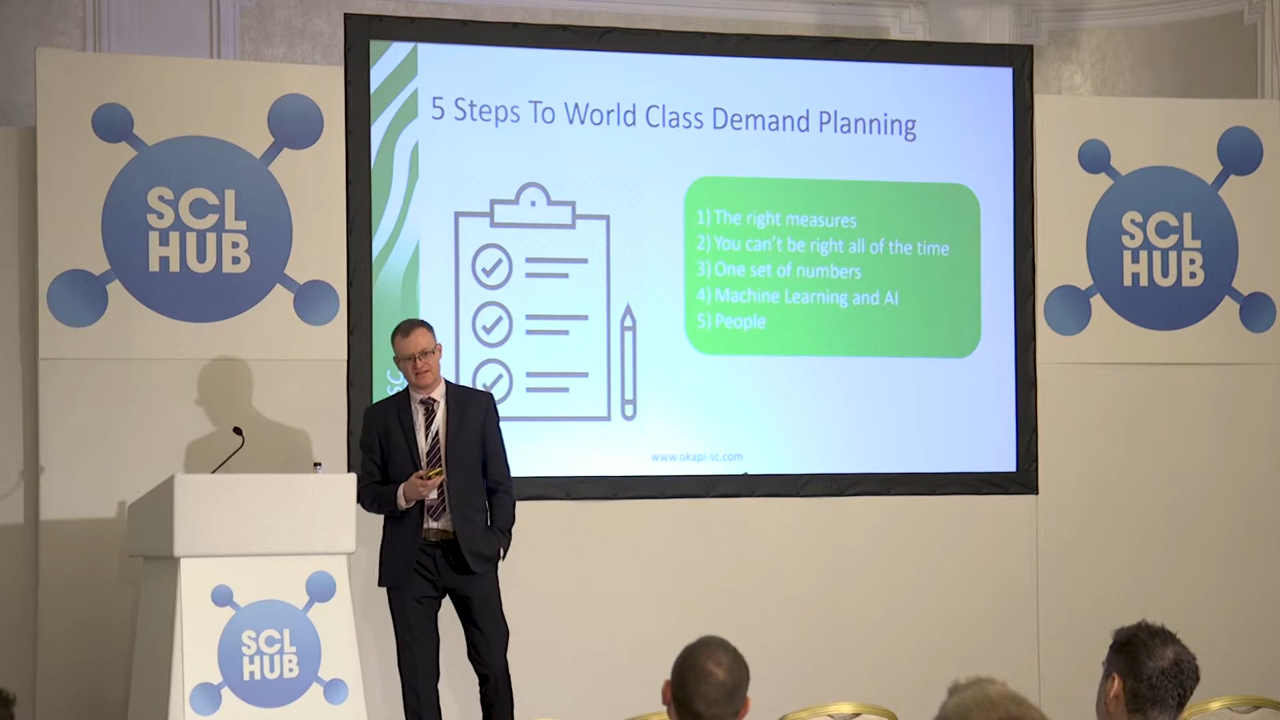 SCL
HUB
5 Steps To World Class Demand Planning
1) The right measures
2) You can't be right all of the time
3) One set of numbers
4) Machine Learning and AI
5) People
SC
www.okapi-sc.com
SCL
HUB
SCL
HUB